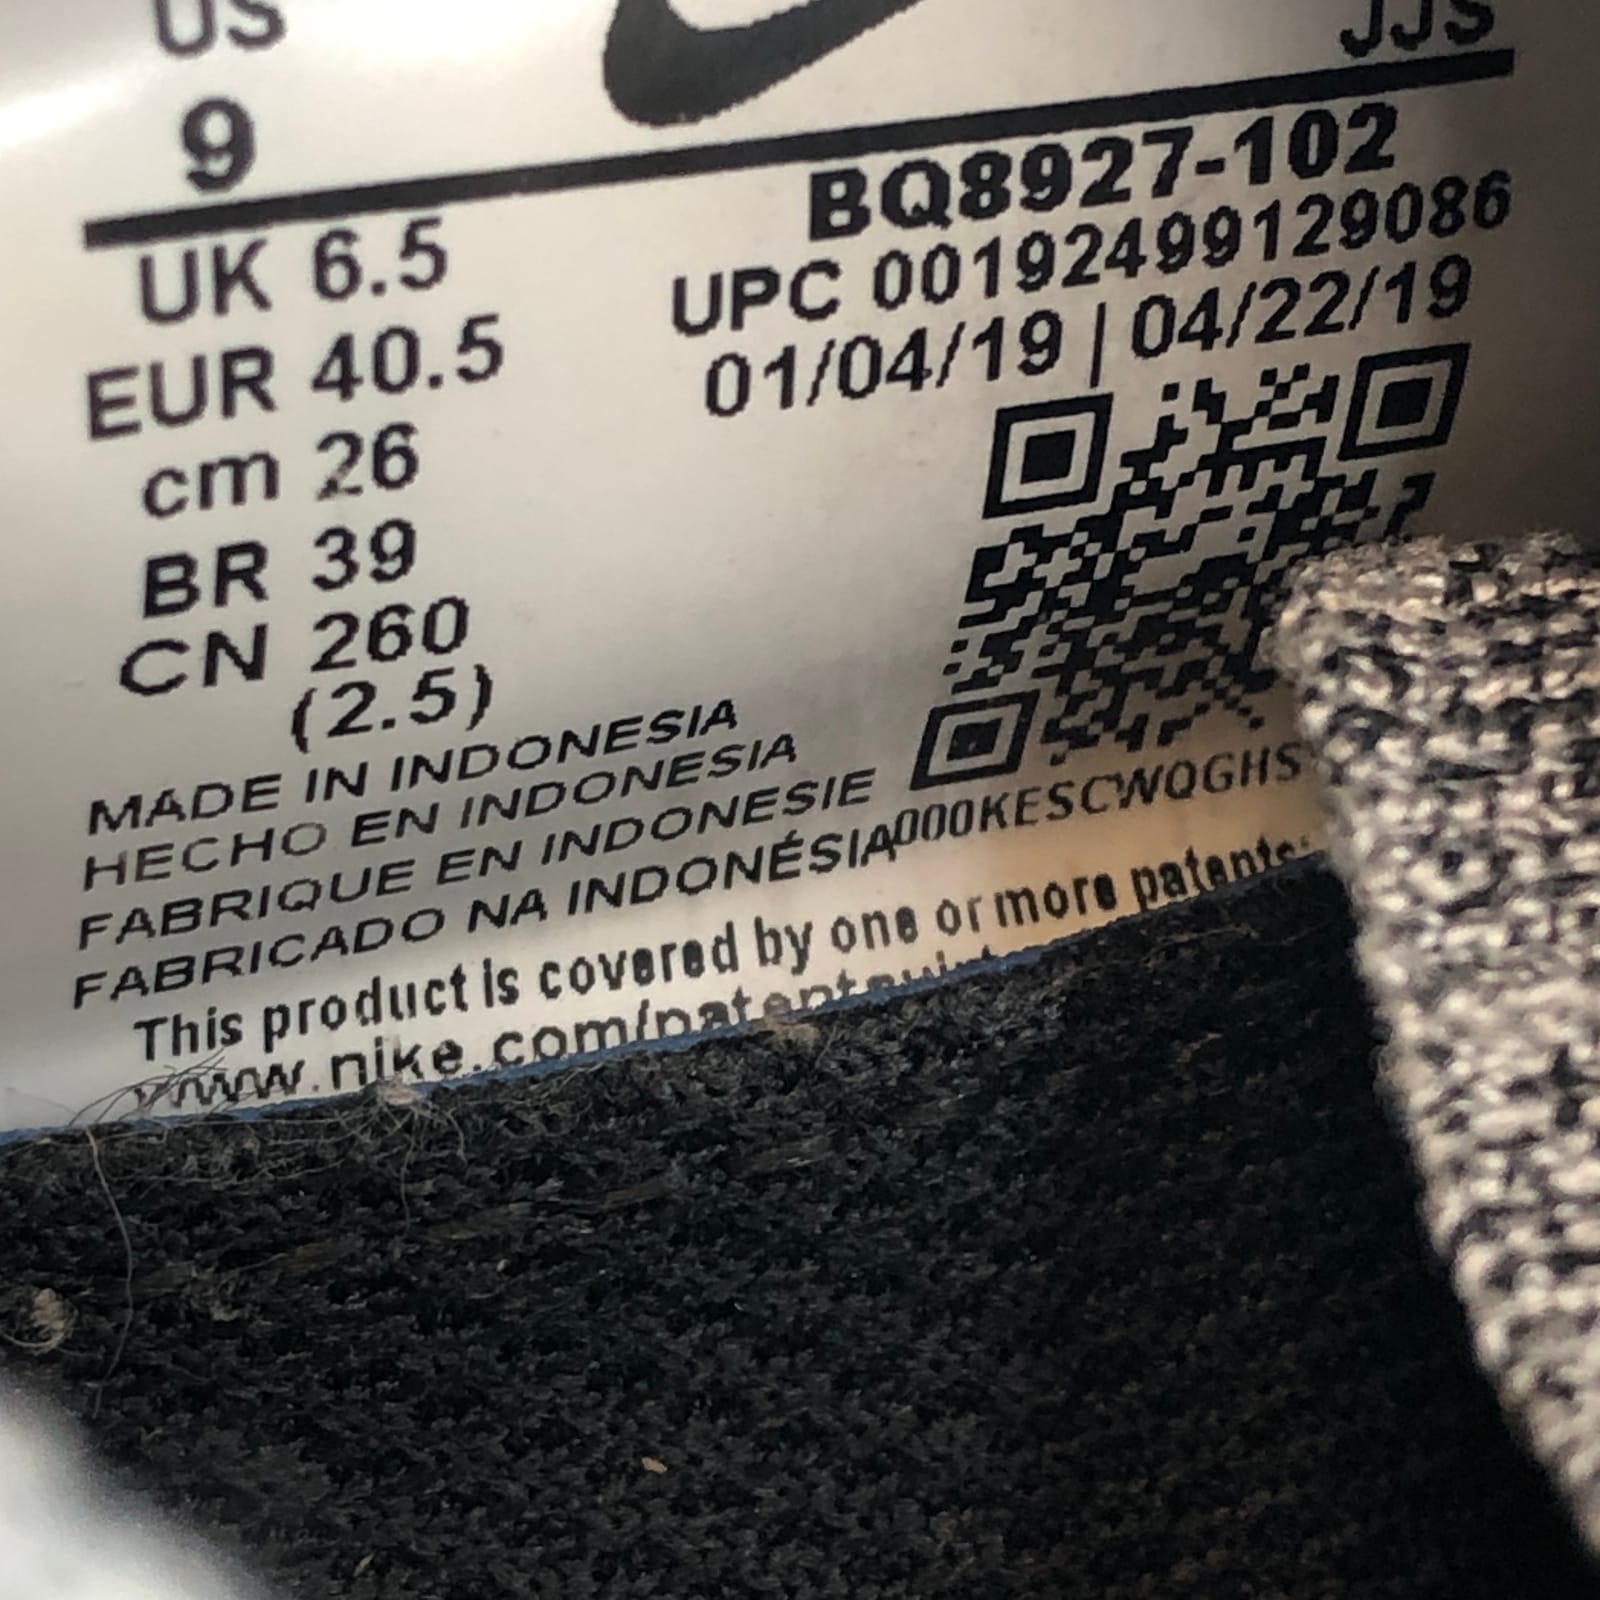 US
9
UK 6.5
EUR 40.5
cm 26
BR 39
CN 260
(2.5)
JJS
BQ8927-102
UPC 00192499129086
01/04/19 | 04/22/19
MADE IN INDONESIA
HECHO EN INDONESIA
FABRIQUE EN INDONESIE
FABRICADO NA INDONÉSIA
000KESCWQGHS
This product is covered by one or more patents
www.nike.com/patents